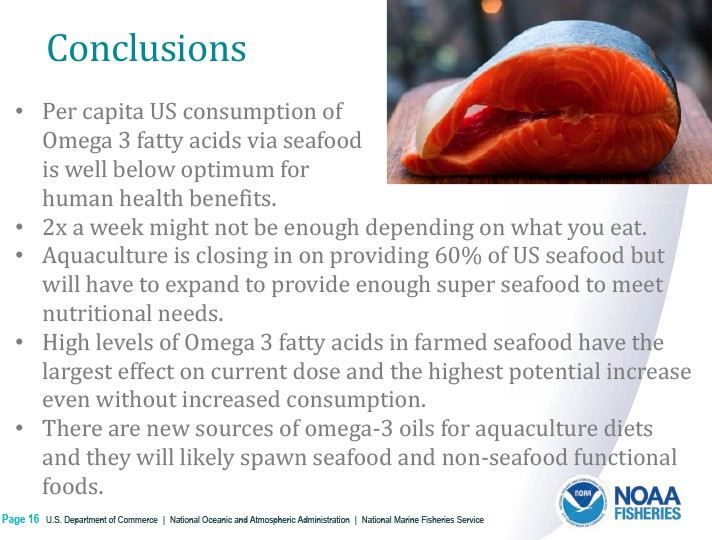 Conclusions
• Per capita US consumption of
Omega 3 fatty acids via seafood
is well below optimum for
human health benefits.
• 2x a week might not be enough depending on what you eat.
• Aquaculture is closing in on providing 60% of US seafood but
will have to expand to provide enough super seafood to meet
nutritional needs.
• High levels of Omega 3 fatty acids in farmed seafood have the
largest effect on current dose and the highest potential increase
even without increased consumption.
• There are new sources of omega-3 oils for aquaculture diets
and they will likely spawn seafood and non-seafood functional
foods.
NOAA
NOAA
FISHERIES
Page 16 U.S. Department of Commerce | National Oceanic and Atmospheric Administration | National Marine Fisheries Service